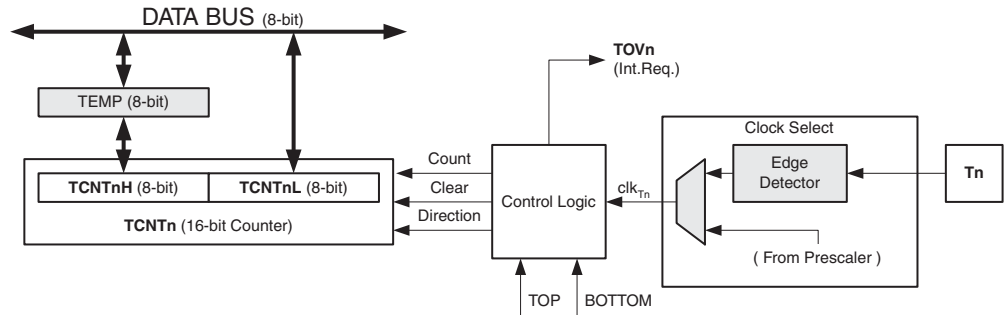 DATA BUS (8-bit)
TEMP (8-bit)
TCNTnH (8-bit)
TCNTnL (8-bit)
TCNTn (16-bit Counter)
Count
Clear
Direction
Control Logic
TOVn
(Int.Req.)
TOP
BOTTOM
clkTn
Clock Select
Edge
Detector
( From Prescaler )
Tn